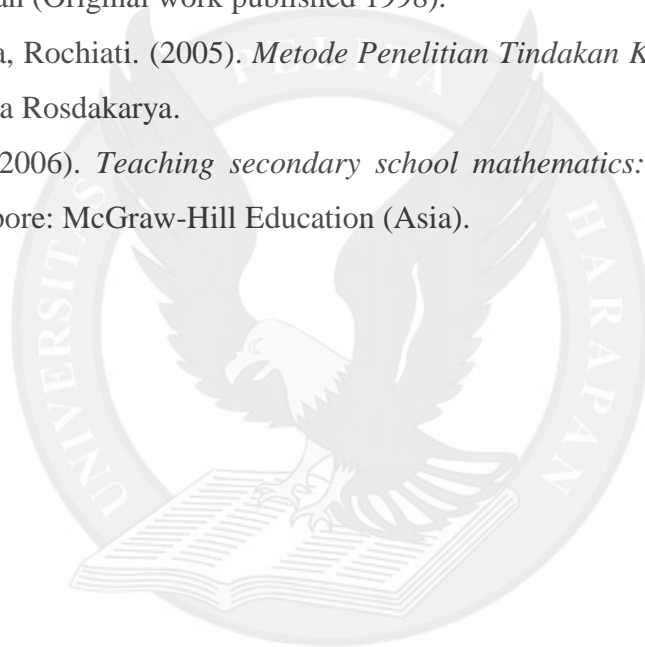 an (Original work published 1998).
a, Rochiati. (2005). Metode Penelitian Tindakan K
a Rosdakarya.
2006). Teaching secondary school mathematics:
pore: McGraw-Hill Education (Asia).
UNIVERSITAS PELITA HARAPAN